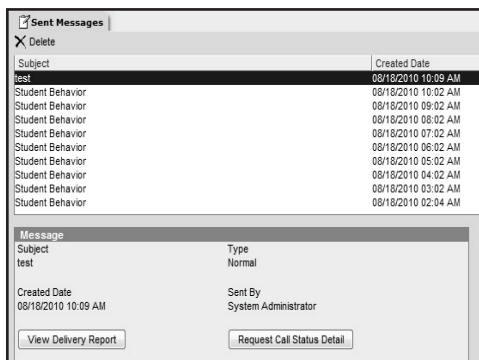 Sent Messages
Delete
Subject Created Date
test 08/18/2010 10:09 AM
Student Behavior 08/18/2010 10:02 AM
Student Behavior 08/18/2010 09:02 AM
Student Behavior 08/18/2010 08:02 AM
Student Behavior 08/18/2010 07:02 AM
Student Behavior 08/18/2010 06:02 AM
Student Behavior 08/18/2010 05:02 AM
Student Behavior 08/18/2010 04:02 AM
Student Behavior 08/18/2010 03:02 AM
Student Behavior 08/18/2010 02:04 AM
Message
Subject Type
test Normal
Created Date Sent By
08/18/2010 10:09 AM System Administrator
View Delivery Report Request Call Status Detail